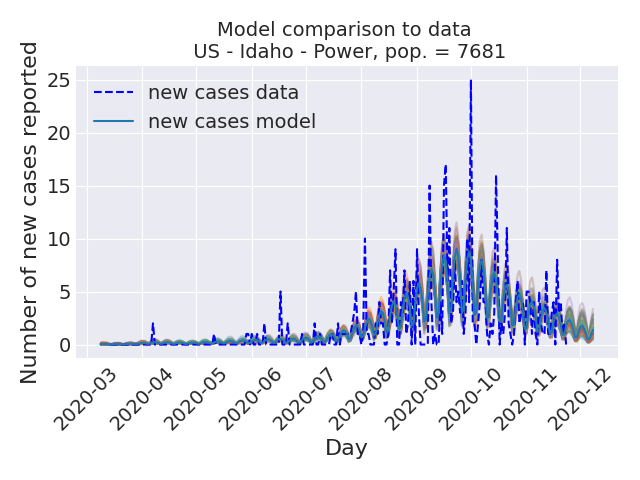 Model comparison to data
US - Idaho - Power, pop. = 7681
Number of new cases reported
25
20
15
10
5
0
new cases data
new cases model
2020-03
2020-04
2020-05
2020-06
2020-07
2020-08
2020-09
2020-10
2020-11
2020-12
Day